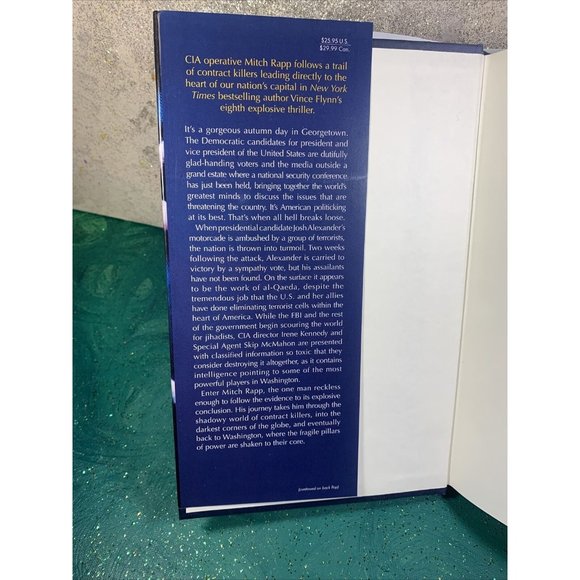 $25.95 U.S.
$29.99 Can.
CIA operative Mitch Rapp follows a trail
of contract killers leading directly to the
heart of our nation's capital in New York
Times bestselling author Vince Flynn's
eighth explosive thriller.
It's a gorgeous autumn day in Georgetown.
The Democratic candidates for president and
vice president of the United States are dutifully
glad-handing voters and the media outside a
grand estate where a national security conference
has just been held, bringing together the world's
greatest minds to discuss the issues that are
threatening the country. It's American politicking
at its best. That's when all hell breaks loose.
When presidential candidate Josh Alexander's
motorcade is ambushed by a group of terrorists,
the nation is thrown into turmoil. Two weeks
following the attack, Alexander is carried to
victory by a sympathy vote, but his assailants
have not been found. On the surface it appears
to be the work of al-Qaeda, despite the
tremendous job that the U.S. and her allies
have done eliminating terrorist cells within the
heart of America. While the FBI and the rest
of the government begin scouring the world
for jihadists, CIA director Irene Kennedy and
Special Agent Skip McMahon are presented
with classified information so toxic that they
consider destroying it altogether, as it contains
intelligence pointing to some of the most
powerful players in Washington.
Enter Mitch Rapp, the one man reckless
enough to follow the evidence to its explosive
conclusion. His journey takes him through the
shadowy world of contract killers, into the
darkest corners of the globe, and eventually
back to Washington, where the fragile pillars
of power are shaken to their core.
(continued on back flap)